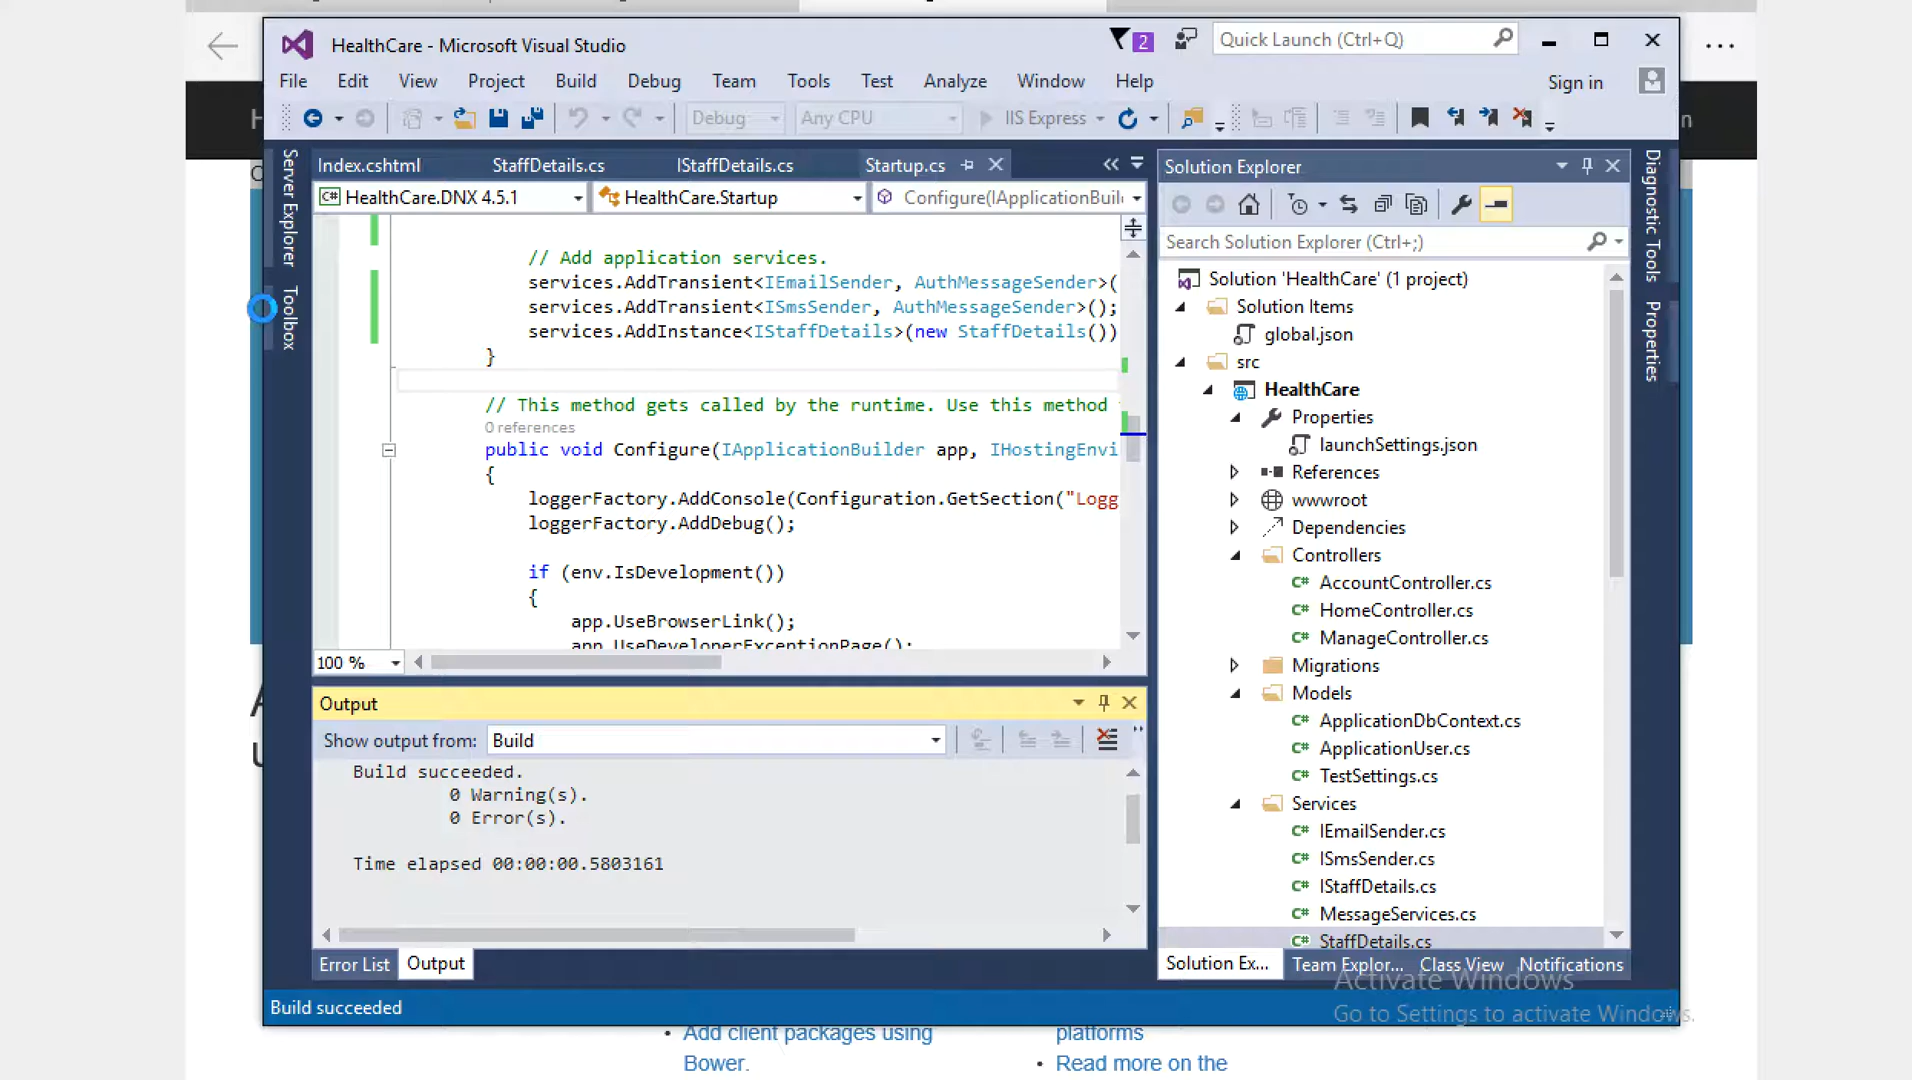 HealthCare - Microsoft Visual Studio
2
Quick Launch (Ctrl+Q)
File Edit View Project Build Debug Team Tools Test Analyze Window Help
Sign in
Debug Any CPU IIS Express
Server Explorer
Toolbox
Index.cshtml StaffDetails.cs IStaffDetails.cs Startup.cs
HealthCare.DNX 4.5.1 HealthCare.Startup Configure(IApplicationBuil
// Add application services.
services.AddTransient<IEmailSender, AuthMessageSender>(
services.AddTransient<ISmsSender, AuthMessageSender>();
services.AddInstance<IStaffDetails>(new StaffDetails())
}
// This method gets called by the runtime. Use this method
0 references
public void Configure(IApplicationBuilder app, IHostingEnvi
{
loggerFactory.AddConsole(Configuration.GetSection("Logg
loggerFactory.AddDebug();
if (env.IsDevelopment())
{
app.UseBrowserLink();
app.UseDeveloperExceptionPage();
100 %
Output
Show output from: Build
Build succeeded.
0 Warning(s).
0 Error(s).
Time elapsed 00:00:00.5803161
Error List Output
Build succeeded
Solution Explorer
Search Solution Explorer (Ctrl+;)
Solution 'HealthCare' (1 project)
Solution Items
global.json
src
HealthCare
Properties
launchSettings.json
References
wwwroot
Dependencies
Controllers
AccountController.cs
HomeController.cs
ManageController.cs
Migrations
Models
ApplicationDbContext.cs
ApplicationUser.cs
TestSettings.cs
Services
IEmailSender.cs
ISmsSender.cs
IStaffDetails.cs
MessageServices.cs
StaffDetails.cs
Solution Ex... Team Explor... Class View Notifications
Diagnostic Tools
Properties
Activate Windows
Go to Settings to activate Windows.
Add client packages using
Bower.
platforms
Read more on the